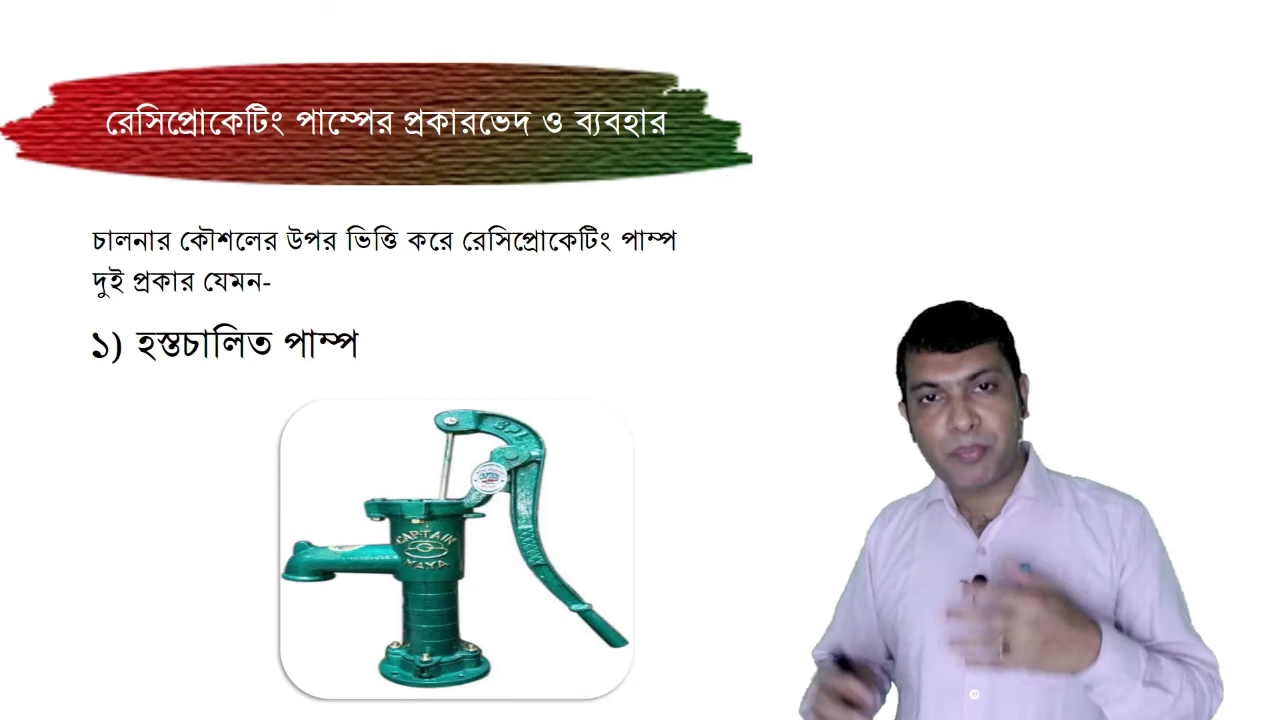 রেসিপ্রোকেটিং পাম্পের প্রকারভেদ ও ব্যবহার
চালনার কৌশলের উপর ভিত্তি করে রেসিপ্রোকেটিং পাম্প
দুই প্রকার যেমন-
১) হস্তচালিত পাম্প
CAPTAIN
MAYA